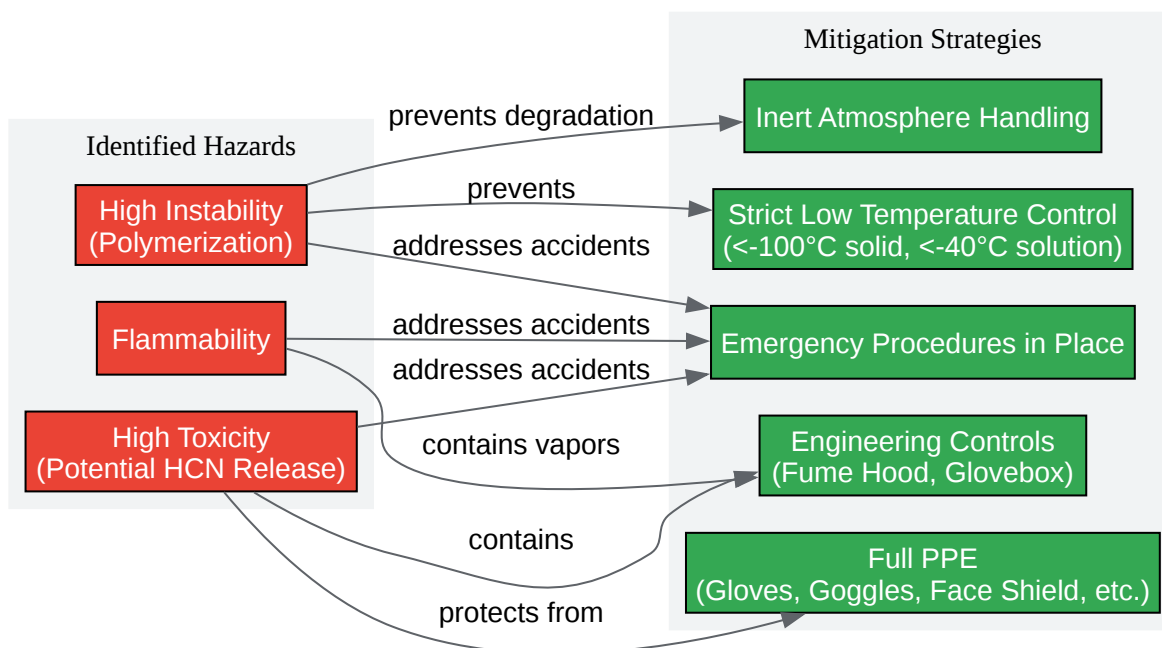 Mitigation Strategies
Identified Hazards
Inert Atmosphere Handling
prevents degradation
High Instability
(Polymerization)
prevents
Strict Low Temperature Control
(<-100°C solid, <-40°C solution)
addresses accidents
Flammability
addresses accidents
Emergency Procedures in Place
addresses accidents
High Toxicity
(Potential HCN Release)
contains vapors
Engineering Controls
(Fume Hood, Glovebox)
contains
Full PPE
(Gloves, Goggles, Face Shield, etc.)
protects from